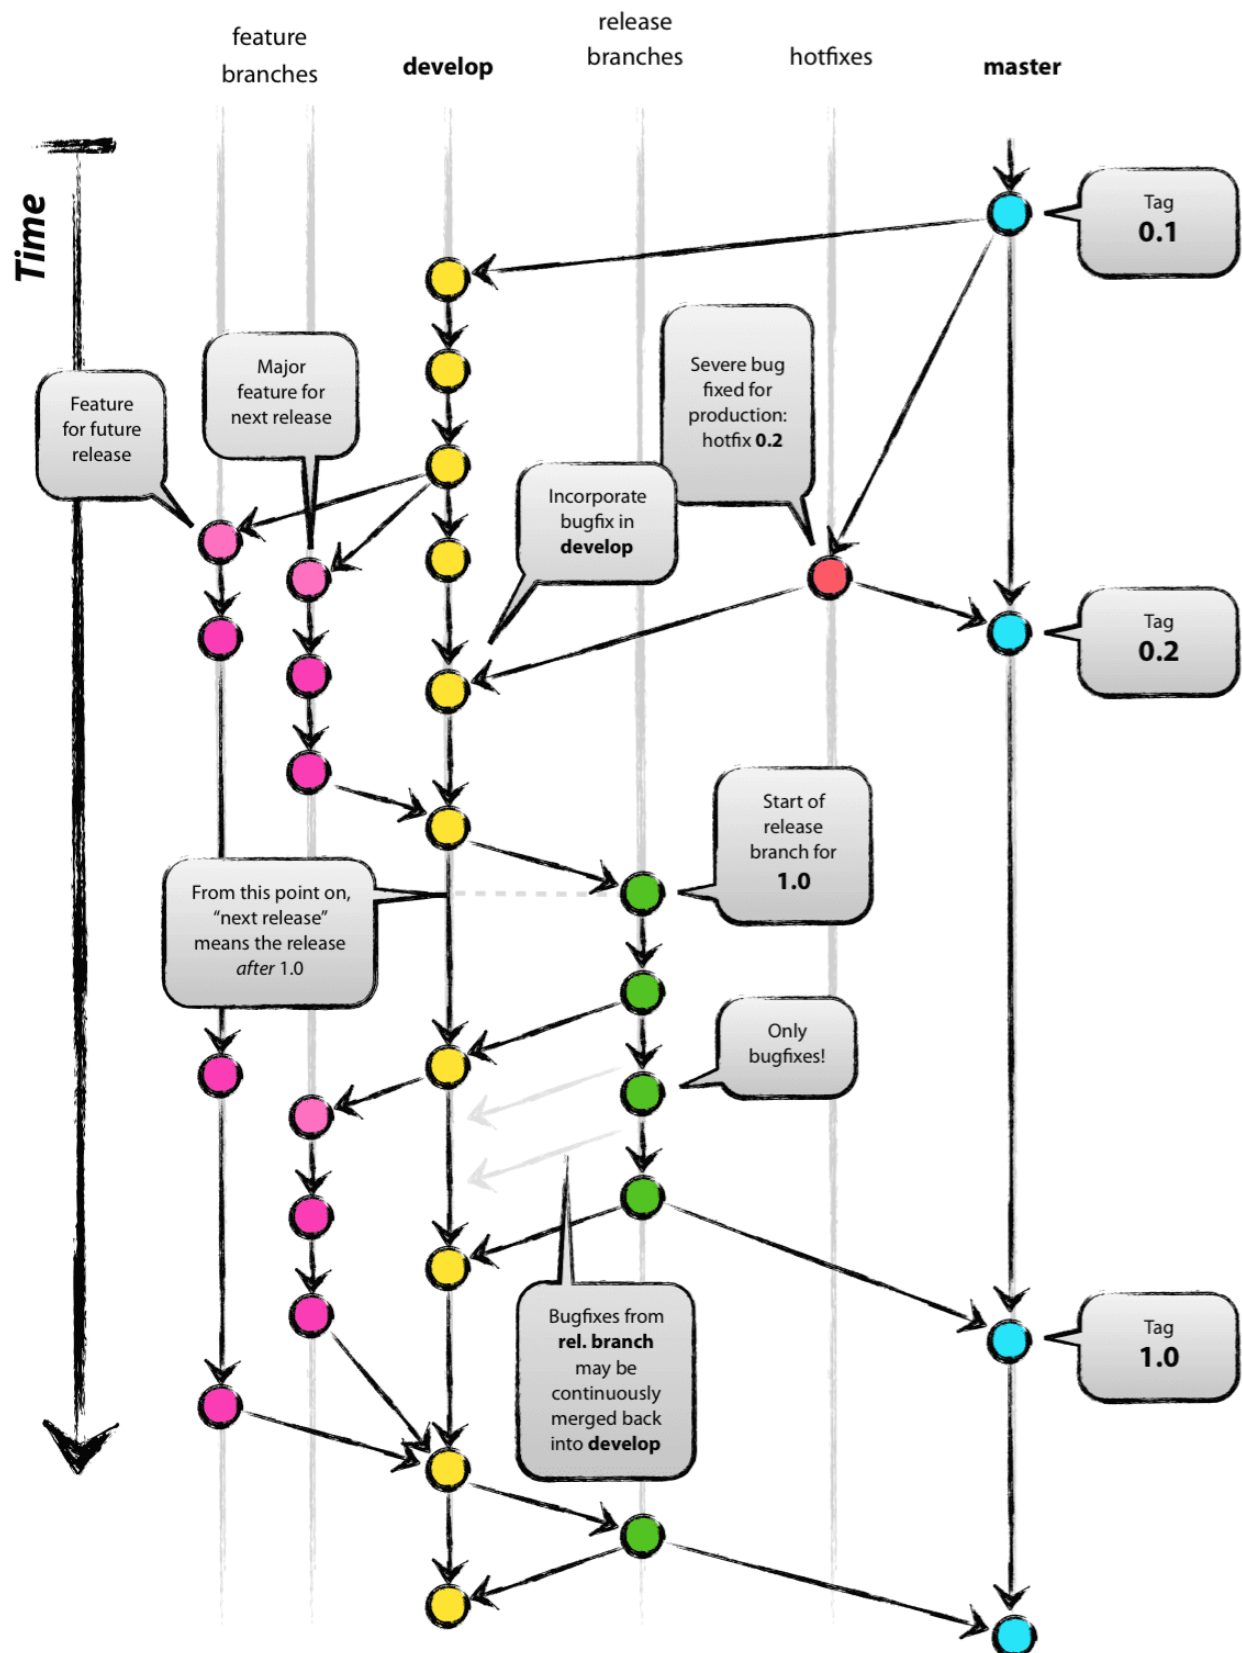 feature
branches
develop
release
branches
hotfixes
master
Time
Tag
0.1
Major
feature for
next release
Feature
for future
release
Severe bug
fixed for
production:
hotfix 0.2
Incorporate
bugfix in
develop
Tag
0.2
Start of
release
branch for
1.0
From this point on,
“next release”
means the release
after 1.0
Only
bugfixes!
Bugfixes from
rel. branch
may be
continuously
merged back
into develop
Tag
1.0